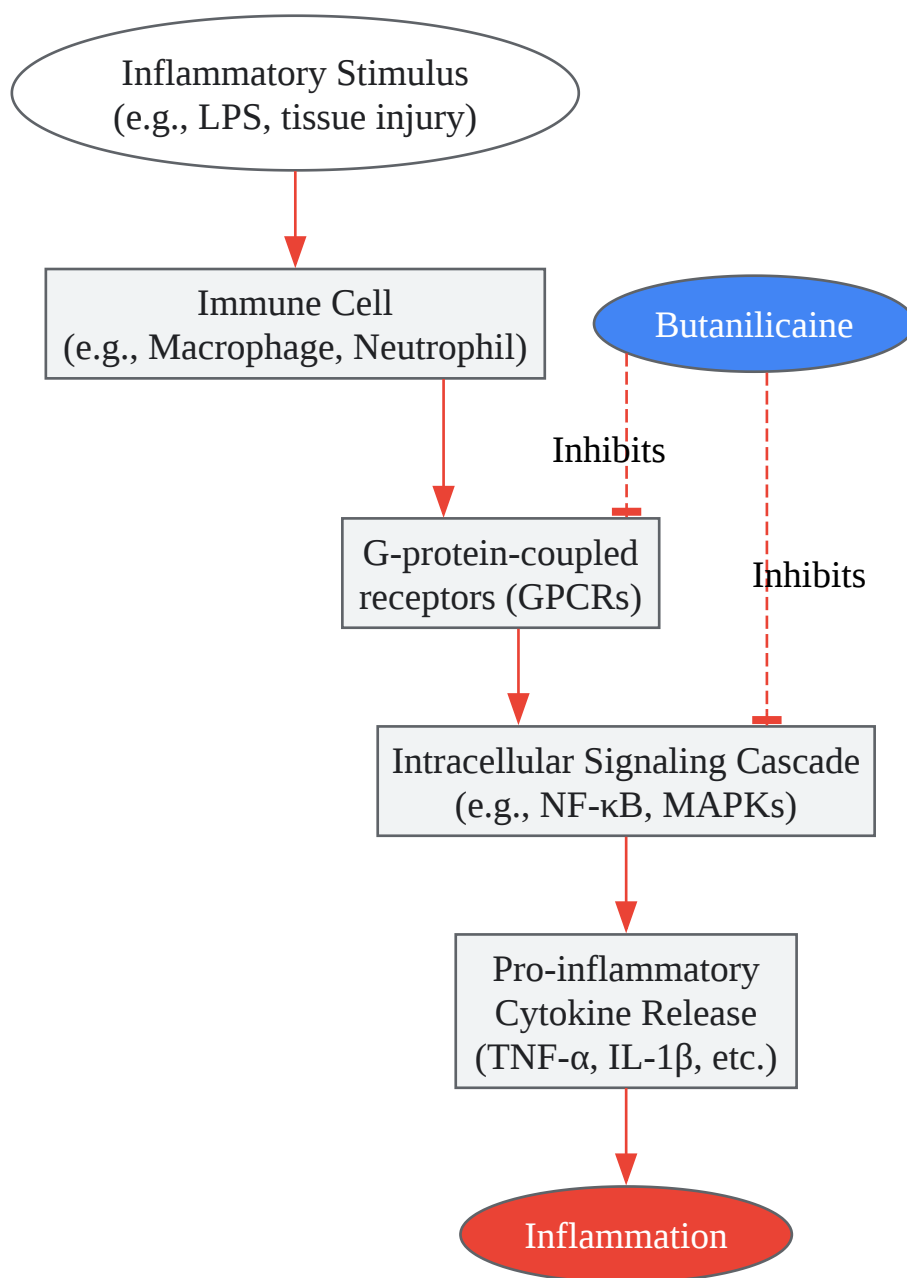 Inflammatory Stimulus
(e.g., LPS, tissue injury)
Immune Cell
(e.g., Macrophage, Neutrophil)
Butanilicaine
Inhibits
G-protein-coupled
receptors (GPCRs)
Inhibits
Intracellular Signaling Cascade
(e.g., NF-κB, MAPKs)
Pro-inflammatory
Cytokine Release
(TNF-α, IL-1β, etc.)
Inflammation